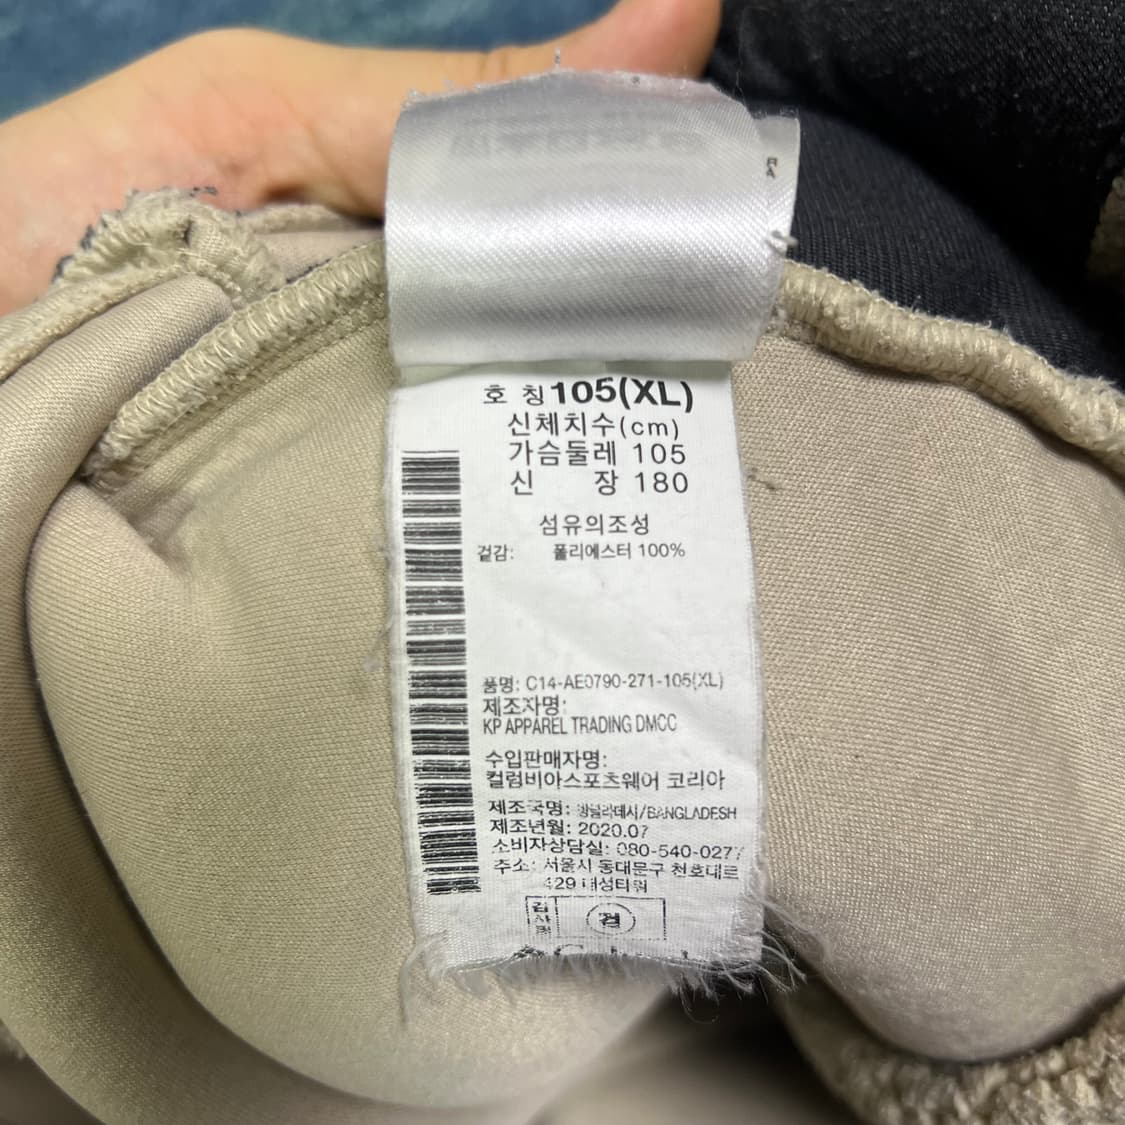 호 칭 105(XL)
신체치수(cm)
가슴둘레 105
신 장 180
섬유의조성
겉감: 폴리에스터 100%
품명: C14-AE0790-271-105(XL)
제조자명:
KP APPAREL TRADING DMCC
수입판매자명:
컬럼비아스포츠웨어 코리아
제조국명: 방글라데시/BANGLADESH
제조년월: 2020.07
소비자상담실: 080-540-0277
주소: 서울시 동대문구 천호대로
429 대성타워
검
RA